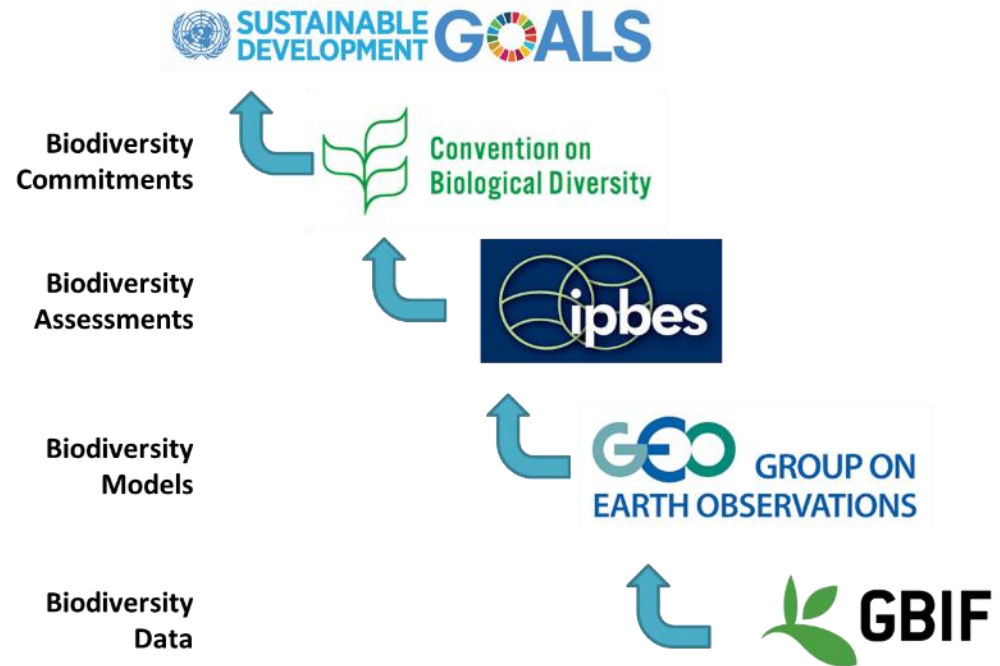 SUSTAINABLE
DEVELOPMENT GOALS
Biodiversity
Commitments
Convention on
Biological Diversity
Biodiversity
Assessments
ipbes
Biodiversity
Models
GEO GROUP ON
EARTH OBSERVATIONS
Biodiversity
Data
GBIF